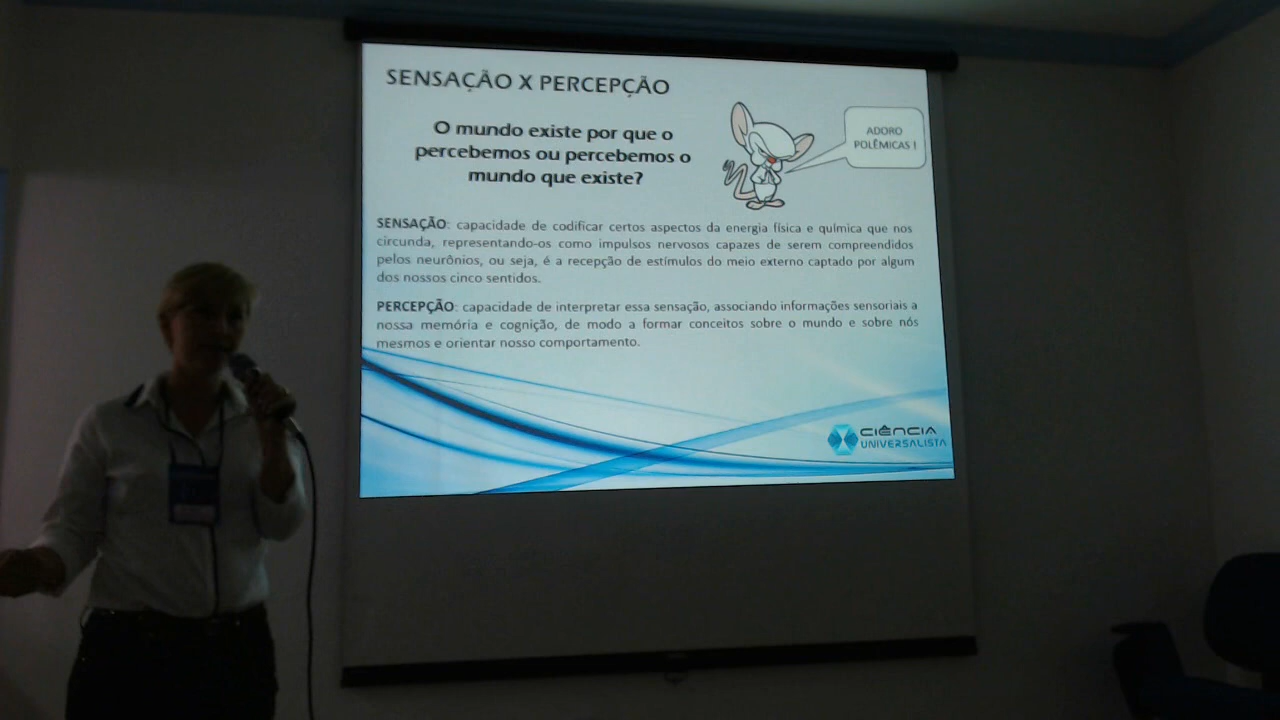 SENSAÇÃO X PERCEPÇÃO
O mundo existe por que o
percebemos ou percebemos o
mundo que existe?
ADORO
POLÊMICAS !
SENSAÇÃO: capacidade de codificar certos aspectos da energia física e química que nos
circunda, representando-os como impulsos nervosos capazes de serem compreendidos
pelos neurônios, ou seja, é a recepção de estímulos do meio externo captado por algum
dos nossos cinco sentidos.
PERCEPÇÃO: capacidade de interpretar essa sensação, associando informações sensoriais a
nossa memória e cognição, de modo a formar conceitos sobre o mundo e sobre nós
mesmos e orientar nosso comportamento.
CIÊNCIA
UNIVERSALISTA